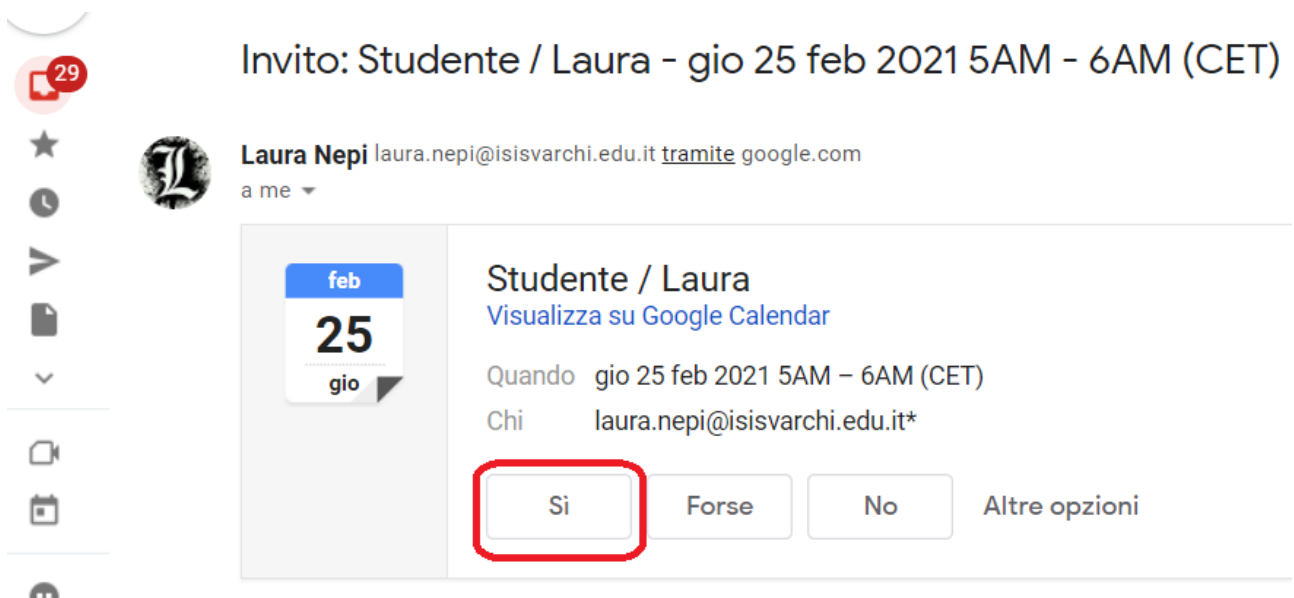 Invito: Studente / Laura - gio 25 feb 2021 5AM - 6AM (CET)
29
Laura Nepi laura.nepi@isisvarchi.edu.it tramite google.com
a me
L
feb
25
gio
Studente / Laura
Visualizza su Google Calendar
Quando gio 25 feb 2021 5AM – 6AM (CET)
Chi laura.nepi@isisvarchi.edu.it*
Sì Forse No Altre opzioni